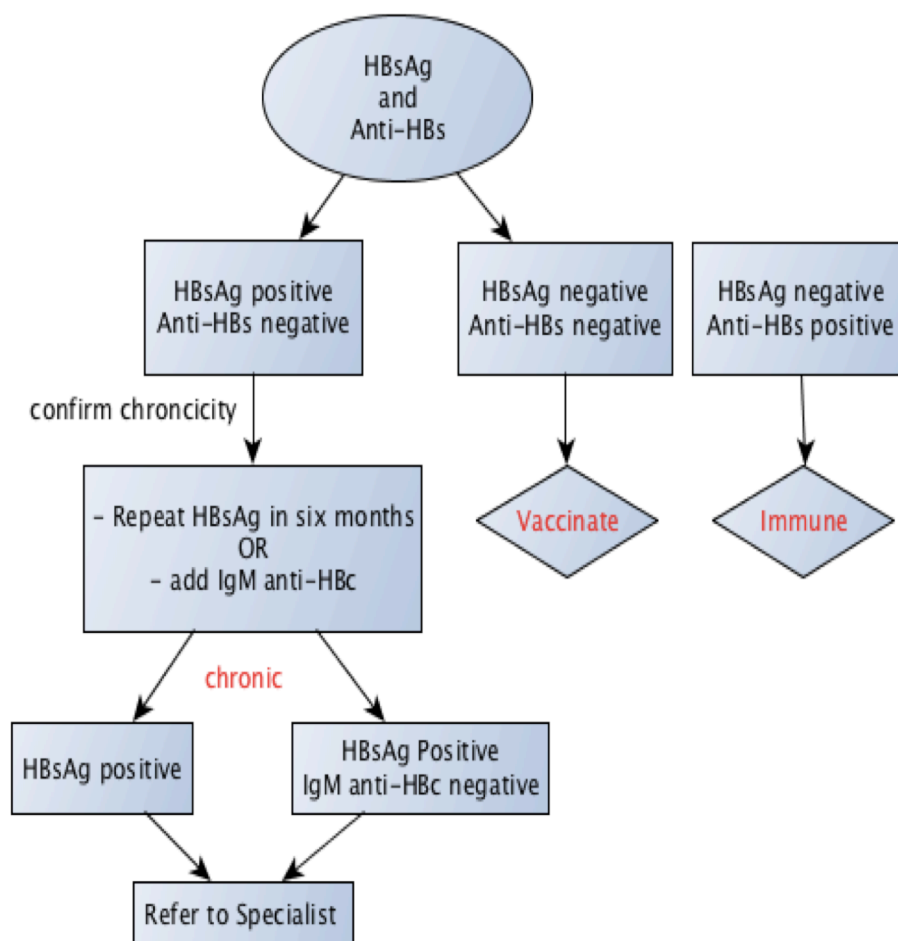 HBsAg
and
Anti-HBs
HBsAg positive
Anti-HBs negative
HBsAg negative
Anti-HBs negative
HBsAg negative
Anti-HBs positive
confirm chroncicity
- Repeat HBsAg in six months
OR
- add IgM anti-HBc
Vaccinate
Immune
chronic
HBsAg positive
HBsAg Positive
IgM anti-HBc negative
Refer to Specialist